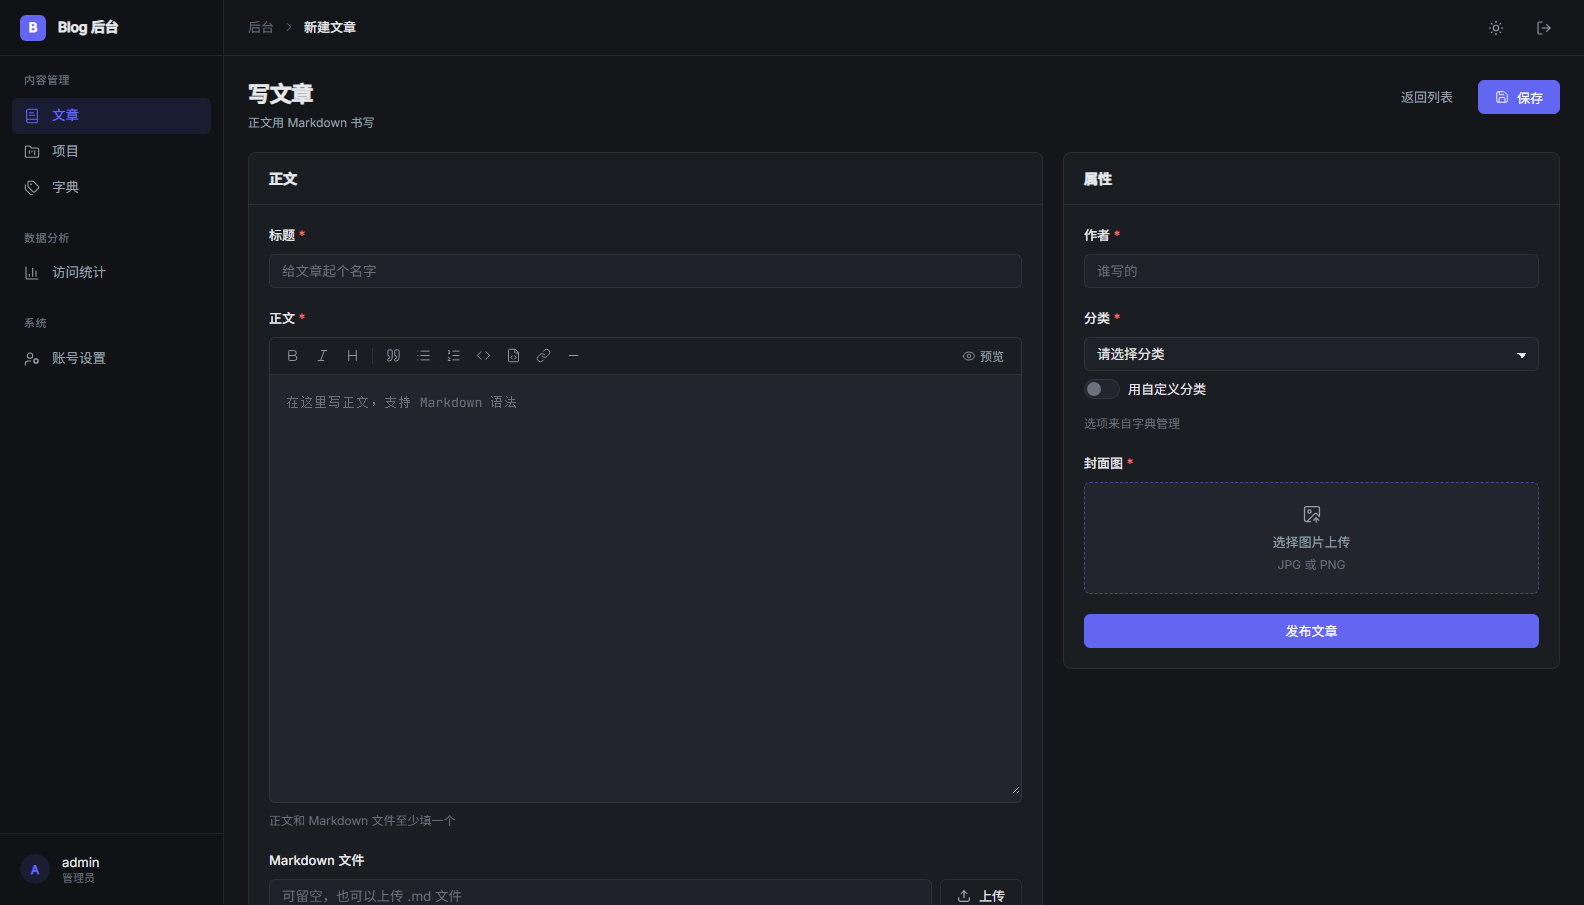 B Blog 后台
内容管理
文章
项目
字典
数据分析
访问统计
系统
账号设置
A admin
管理员
后台 > 新建文章
写文章
正文用 Markdown 书写
返回列表
保存
正文
标题 *
给文章起个名字
正文 *
B I H 预览
在这里写正文，支持 Markdown 语法
正文和 Markdown 文件至少填一个
Markdown 文件
可留空，也可以上传 .md 文件
上传
属性
作者 *
谁写的
分类 *
请选择分类
用自定义分类
选项来自字典管理
封面图 *
选择图片上传
JPG 或 PNG
发布文章